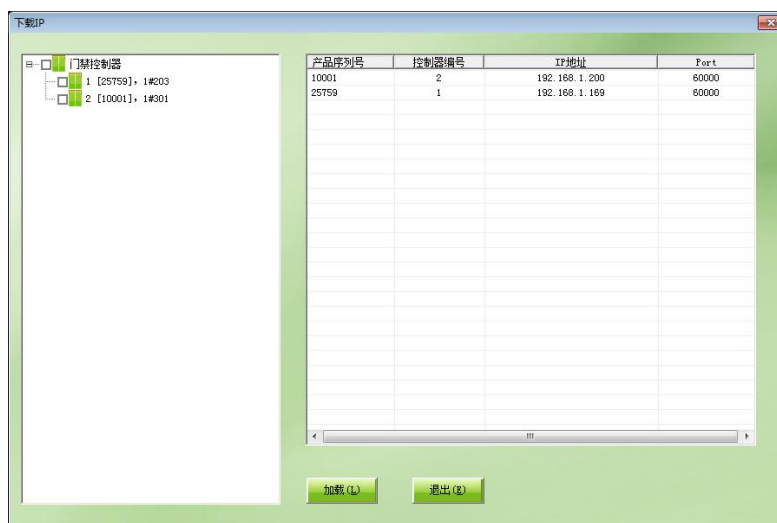 下载IP
门禁控制器
1 [25759], 1#203
2 [10001], 1#301
产品序列号 控制器编号 IP地址 Port
10001 2 192.168.1.200 60000
25759 1 192.168.1.169 60000
加载(L) 退出(E)